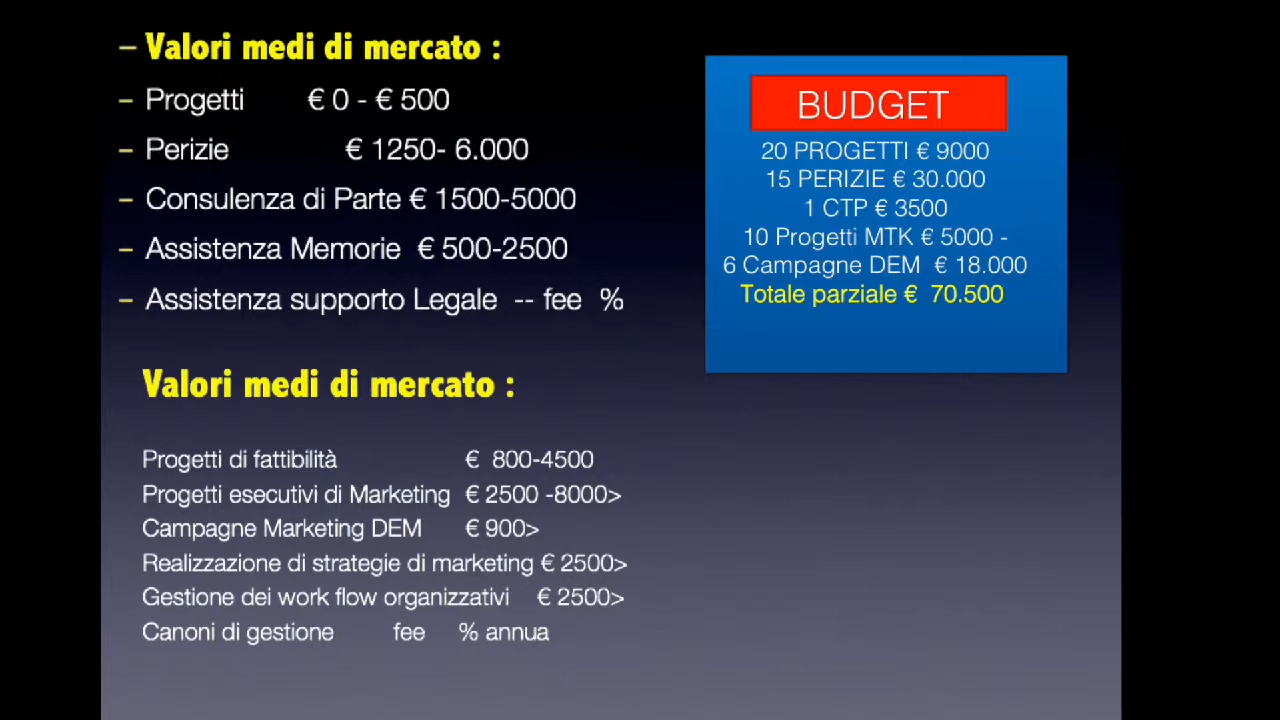 – Valori medi di mercato :
– Progetti € 0 - € 500
– Perizie € 1250- 6.000
– Consulenza di Parte € 1500-5000
– Assistenza Memorie € 500-2500
– Assistenza supporto Legale -- fee %
Valori medi di mercato :
Progetti di fattibilità € 800-4500
Progetti esecutivi di Marketing € 2500 -8000>
Campagne Marketing DEM € 900>
Realizzazione di strategie di marketing € 2500>
Gestione dei work flow organizzativi € 2500>
Canoni di gestione fee % annua
BUDGET
20 PROGETTI € 9000
15 PERIZIE € 30.000
1 CTP € 3500
10 Progetti MTK € 5000 -
6 Campagne DEM € 18.000
Totale parziale € 70.500